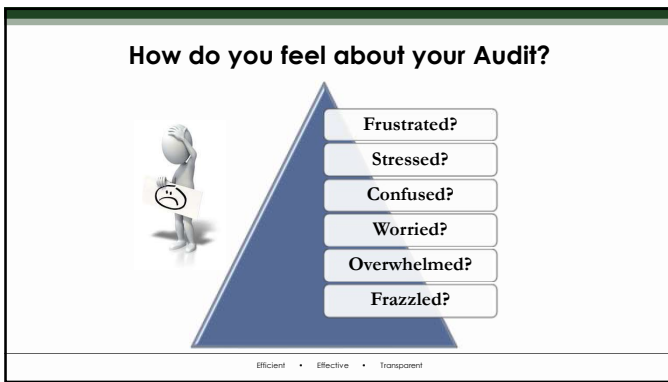 How do you feel about your Audit?
Frustrated?
Stressed?
Confused?
Worried?
Overwhelmed?
Frazzled?
Efficient • Effective • Transparent